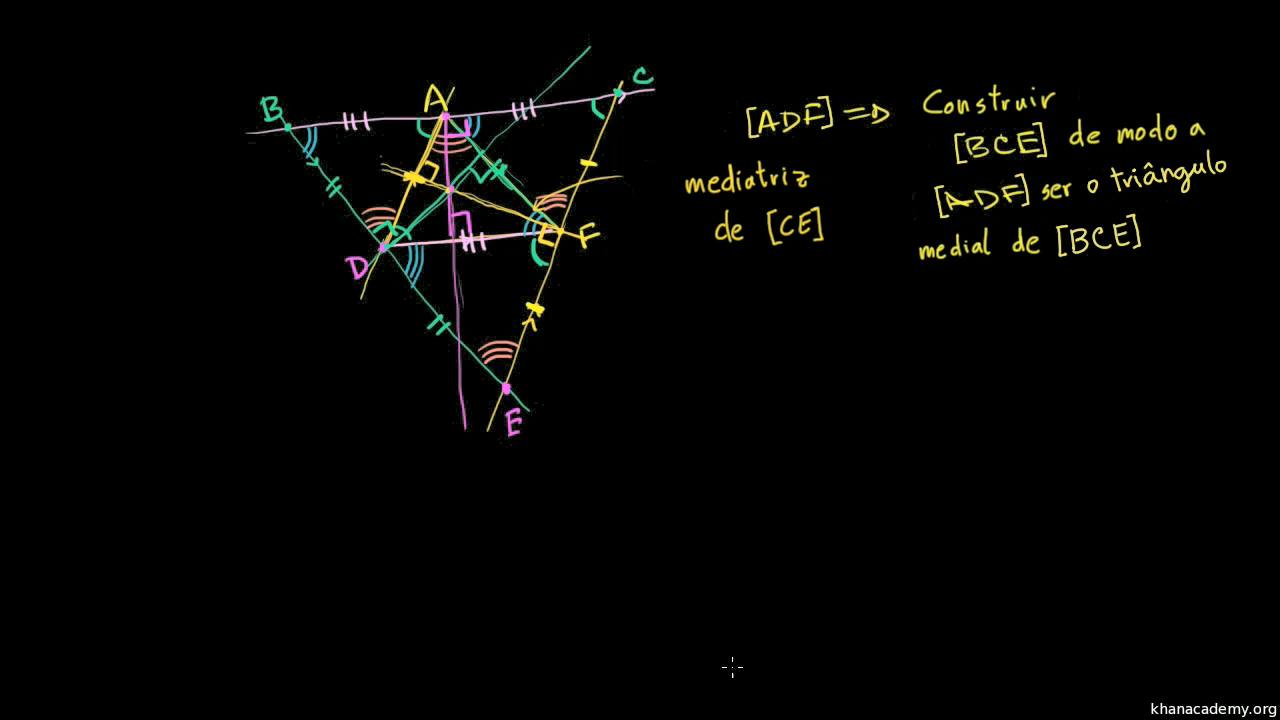 B
A
C
D
F
E
[ADF] ⇒
mediatriz
de [CE]
Construir
[BCE] de modo a
[ADF] ser o triângulo
medial de [BCE]
khanacademy.org